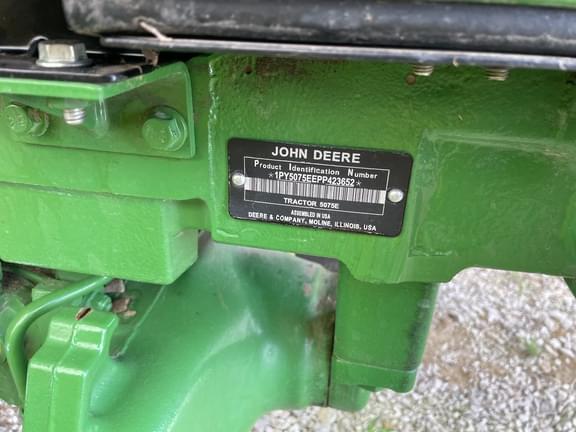 JOHN DEERE
Product Identification Number
*1PY5075EEPP423652*
TRACTOR 5075E
ASSEMBLED IN USA
DEERE & COMPANY, MOLINE, ILLINOIS, USA